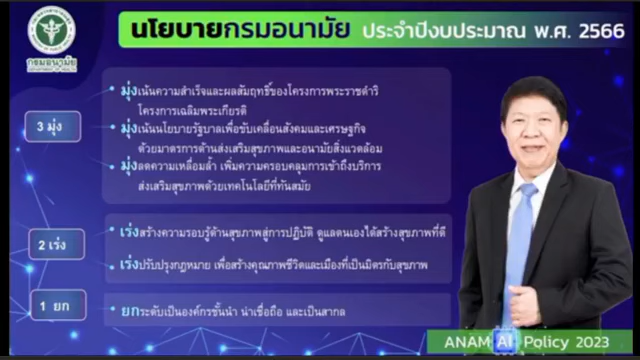 นโยบายกรมอนามัย ประจำปีงบประมาณ พ.ศ. 2566
กรมอนามัย
DEPARTMENT OF HEALTH
3 มุ่ง
มุ่งเน้นความสำเร็จและผลสัมฤทธิ์ของโครงการพระราชดำริ
โครงการเฉลิมพระเกียรติ
มุ่งเน้นนโยบายรัฐบาลเพื่อขับเคลื่อนสังคมและเศรษฐกิจ
ด้วยมาตรการด้านส่งเสริมสุขภาพและอนามัยสิ่งแวดล้อม
มุ่งลดความเหลื่อมล้ำ เพิ่มความครอบคลุมการเข้าถึงบริการ
ส่งเสริมสุขภาพด้วยเทคโนโลยีที่ทันสมัย
2 เร่ง
เร่งสร้างความรอบรู้ด้านสุขภาพสู่การปฏิบัติ ดูแลตนเองได้สร้างสุขภาพที่ดี
เร่งปรับปรุงกฎหมาย เพื่อสร้างคุณภาพชีวิตและเมืองที่เป็นมิตรกับสุขภาพ
1 ยก
ยกระดับเป็นองค์กรชั้นนำ น่าเชื่อถือ และเป็นสากล
ANAM AI Policy 2023